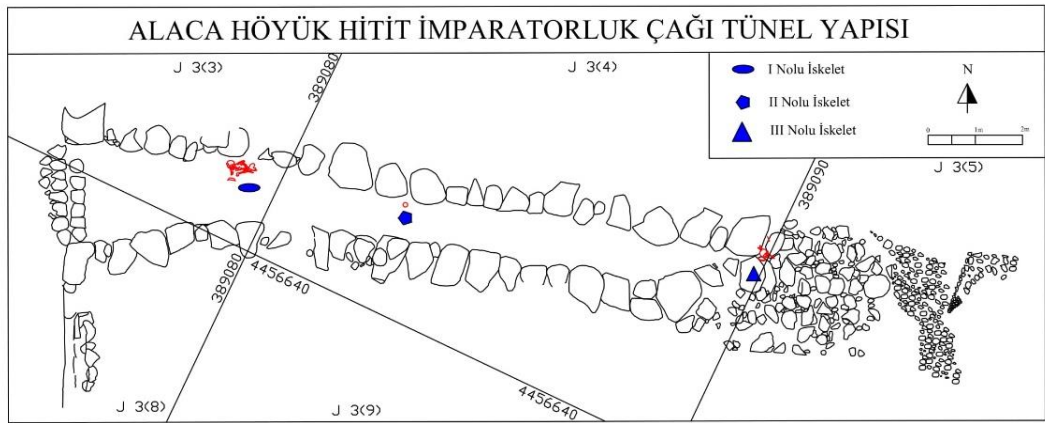 ALACA HÖYÜK HİTİT İMPARATORLUK ÇAĞI TÜNEL YAPISI
J 3(3)
389080
J 3(4)
I Nolu İskelet
II Nolu İskelet
III Nolu İskelet
N
0 1m 2m
389090
J 3(5)
389080
4456640
4456640
J 3(8)
J 3(9)